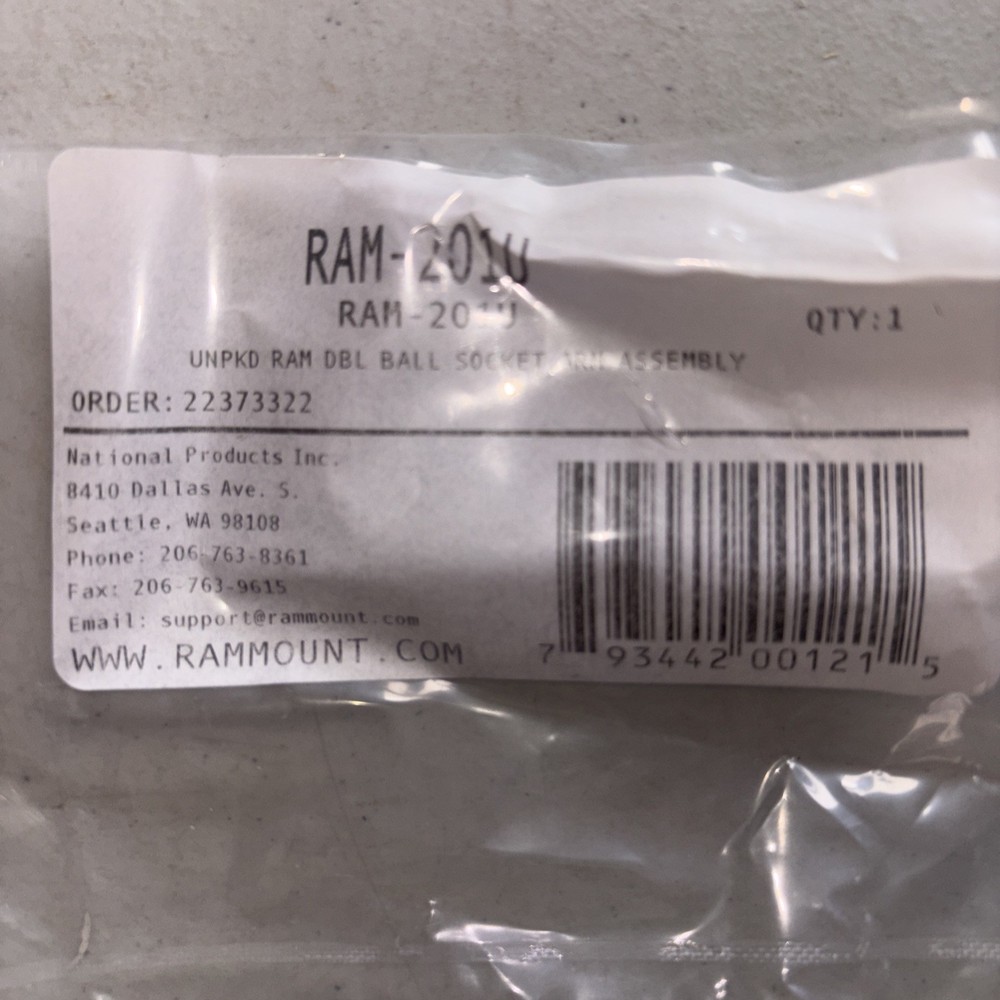 RAM-201U
RAM-201U
QTY:1
UNPKD RAM DBL BALL SOCKET ARM ASSEMBLY
ORDER: 22373322
National Products Inc.
8410 Dallas Ave. S.
Seattle, WA 98108
Phone: 206-763-8361
Fax: 206-763-9615
Email: support@rammount.com
WWW.RAMMOUNT.COM
7 93442 00121 5